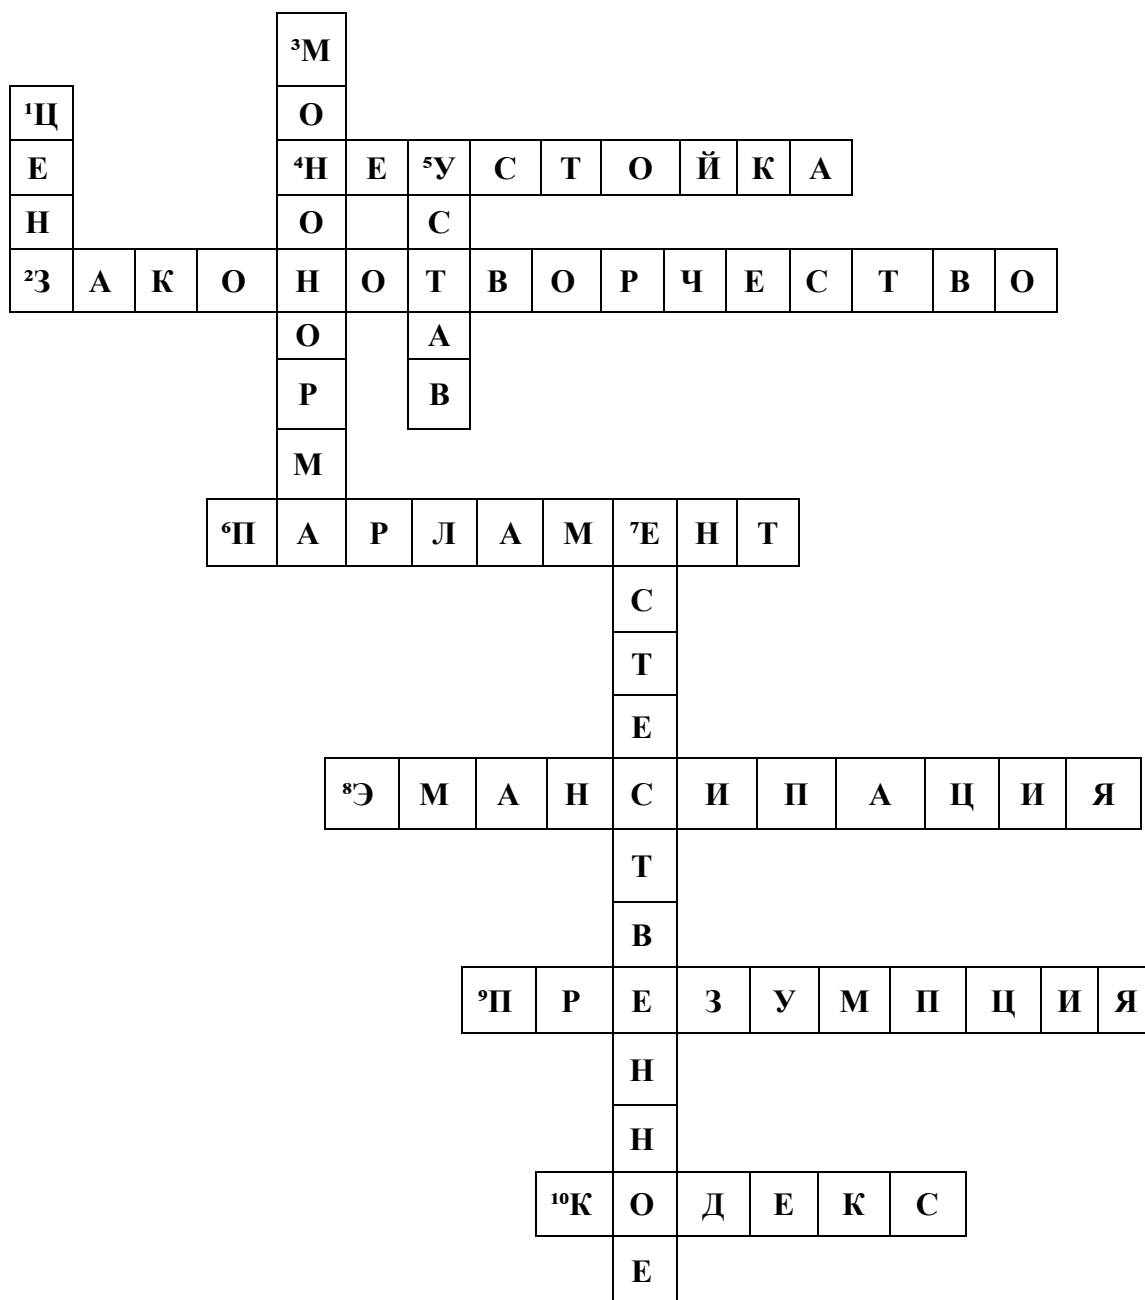 ³М
¹Ц О
Е ⁴Н Е ⁵У С Т О Й К А
Н О С
²З А К О Н О Т В О Р Ч Е С Т В О
О А
Р В
М
⁶П А Р Л А М ⁷Е Н Т
С
Т
Е
⁸Э М А Н С И П А Ц И Я
Т
В
⁹П Р Е З У М П Ц И Я
Н
Н
¹⁰К О Д Е К С
Е